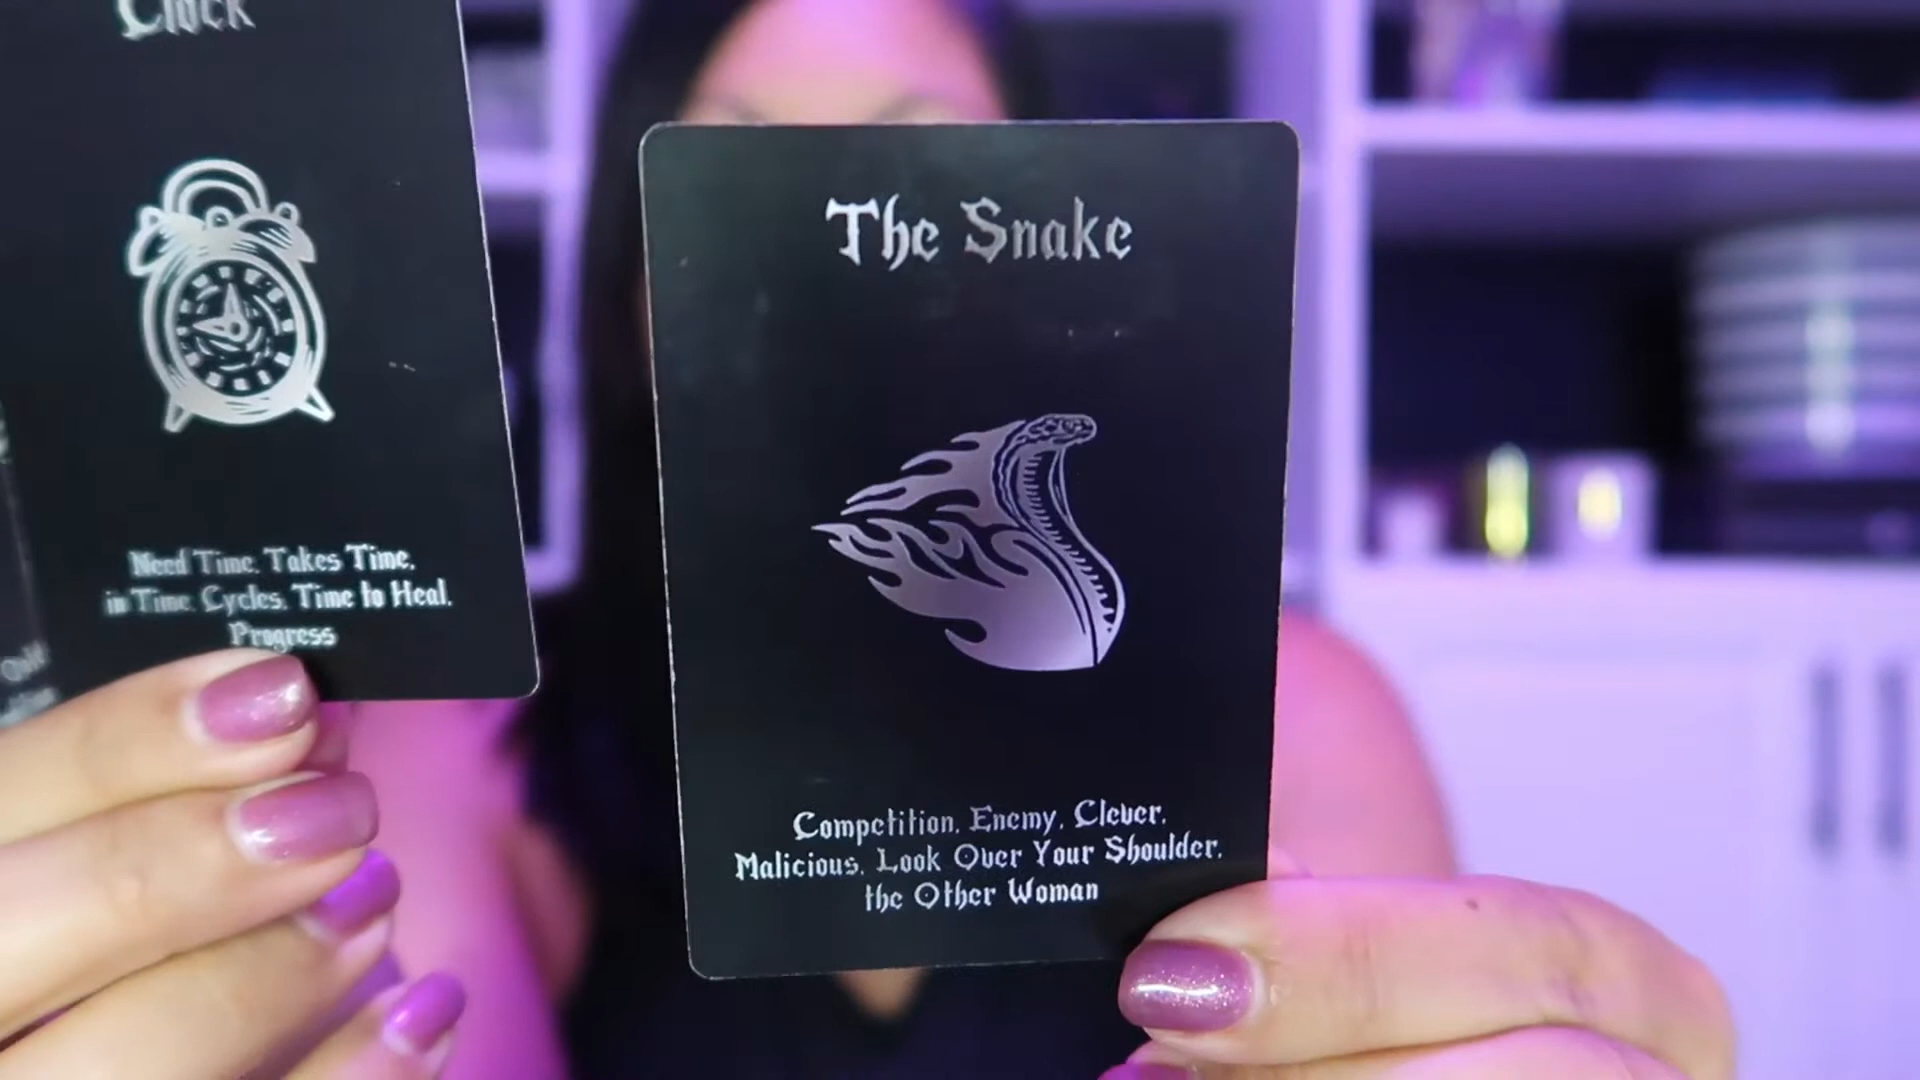 Clock
Need Time, Takes Time,
in Time, Cycles, Time to Heal,
Progress
The Snake
Competition, Enemy, Clever,
Malicious, Look Over Your Shoulder,
the Other Woman